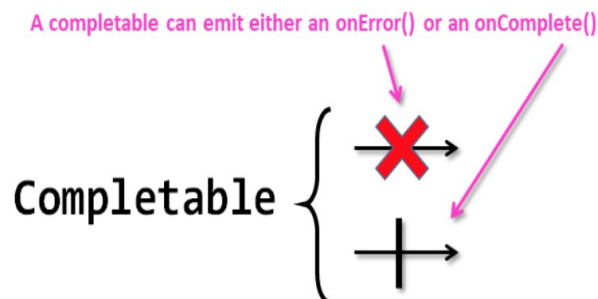 A completable can emit either an onError() or an onComplete()
Completable